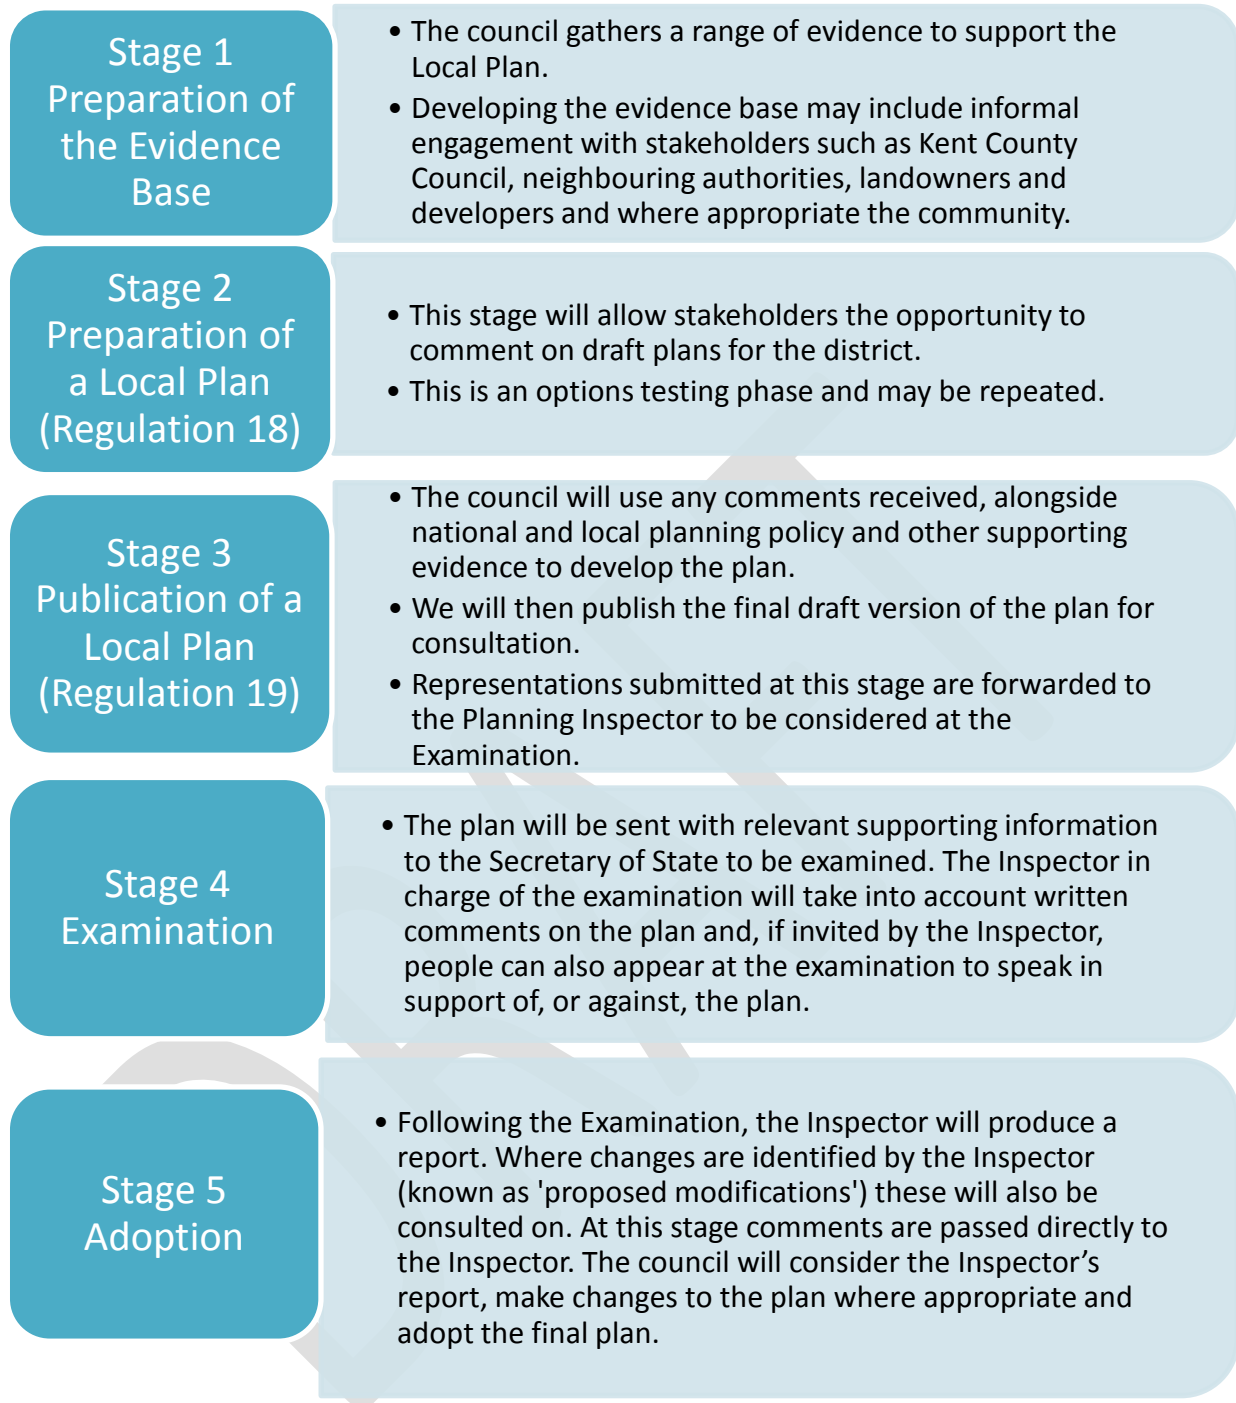 Stage 1
Preparation of
the Evidence
Base
• The council gathers a range of evidence to support the
Local Plan.
• Developing the evidence base may include informal
engagement with stakeholders such as Kent County
Council, neighbouring authorities, landowners and
developers and where appropriate the community.
Stage 2
Preparation of
a Local Plan
(Regulation 18)
• This stage will allow stakeholders the opportunity to
comment on draft plans for the district.
• This is an options testing phase and may be repeated.
Stage 3
Publication of a
Local Plan
(Regulation 19)
• The council will use any comments received, alongside
national and local planning policy and other supporting
evidence to develop the plan.
• We will then publish the final draft version of the plan for
consultation.
• Representations submitted at this stage are forwarded to
the Planning Inspector to be considered at the
Examination.
Stage 4
Examination
• The plan will be sent with relevant supporting information
to the Secretary of State to be examined. The Inspector in
charge of the examination will take into account written
comments on the plan and, if invited by the Inspector,
people can also appear at the examination to speak in
support of, or against, the plan.
Stage 5
Adoption
• Following the Examination, the Inspector will produce a
report. Where changes are identified by the Inspector
(known as 'proposed modifications') these will also be
consulted on. At this stage comments are passed directly to
the Inspector. The council will consider the Inspector’s
report, make changes to the plan where appropriate and
adopt the final plan.
DRAFT